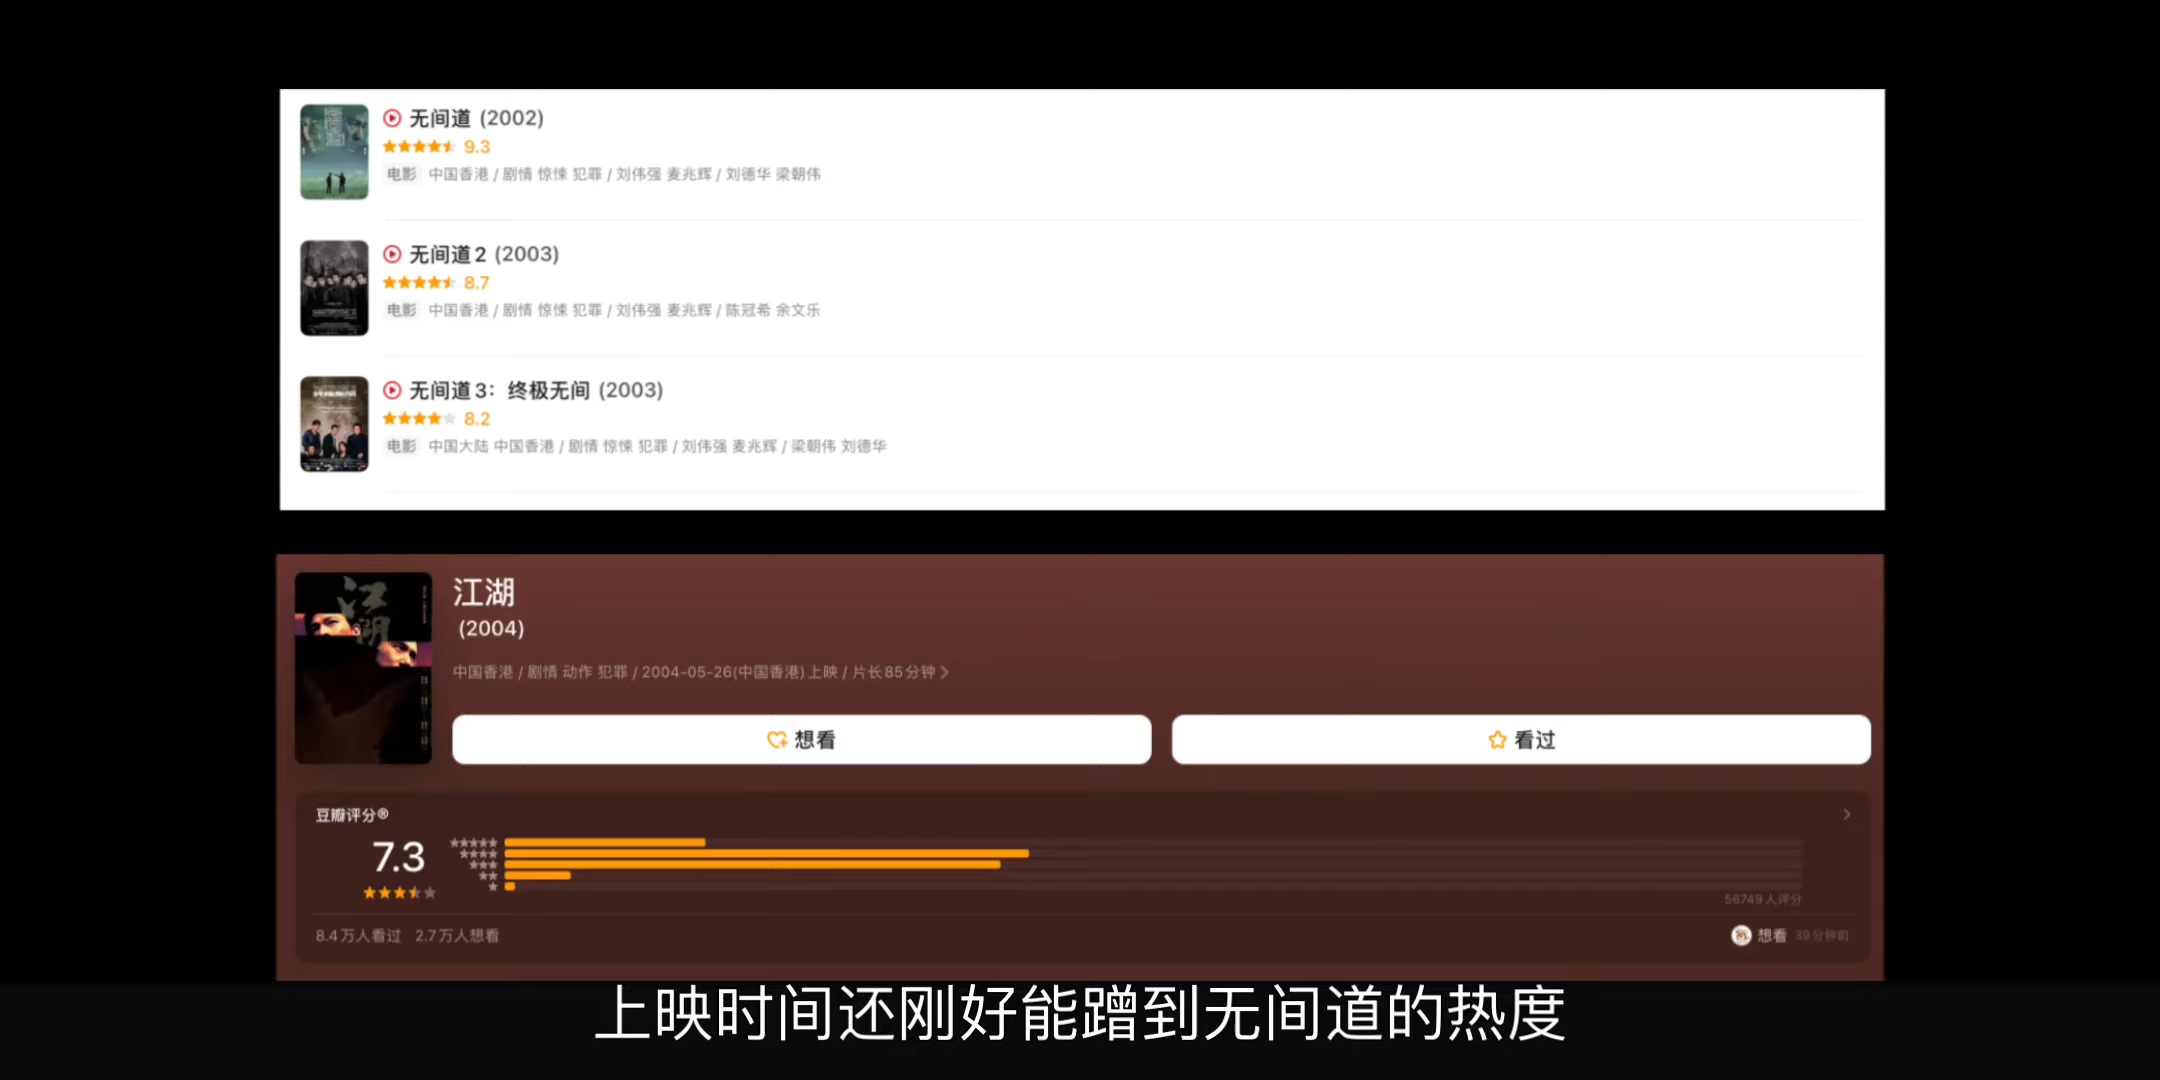 无间道 (2002)
9.3
电影 中国香港 / 剧情 惊悚 犯罪 / 刘伟强 麦兆辉 / 刘德华 梁朝伟
无间道2 (2003)
8.7
电影 中国香港 / 剧情 惊悚 犯罪 / 刘伟强 麦兆辉 / 陈冠希 余文乐
无间道3：终极无间 (2003)
8.2
电影 中国大陆 中国香港 / 剧情 惊悚 犯罪 / 刘伟强 麦兆辉 / 梁朝伟 刘德华
江湖
江湖
(2004)
中国香港 / 剧情 动作 犯罪 / 2004-05-26(中国香港)上映 / 片长85分钟
想看
看过
豆瓣评分®
7.3
56749人评分
8.4万人看过 2.7万人想看
想看 39分钟前
上映时间还刚好能蹭到无间道的热度